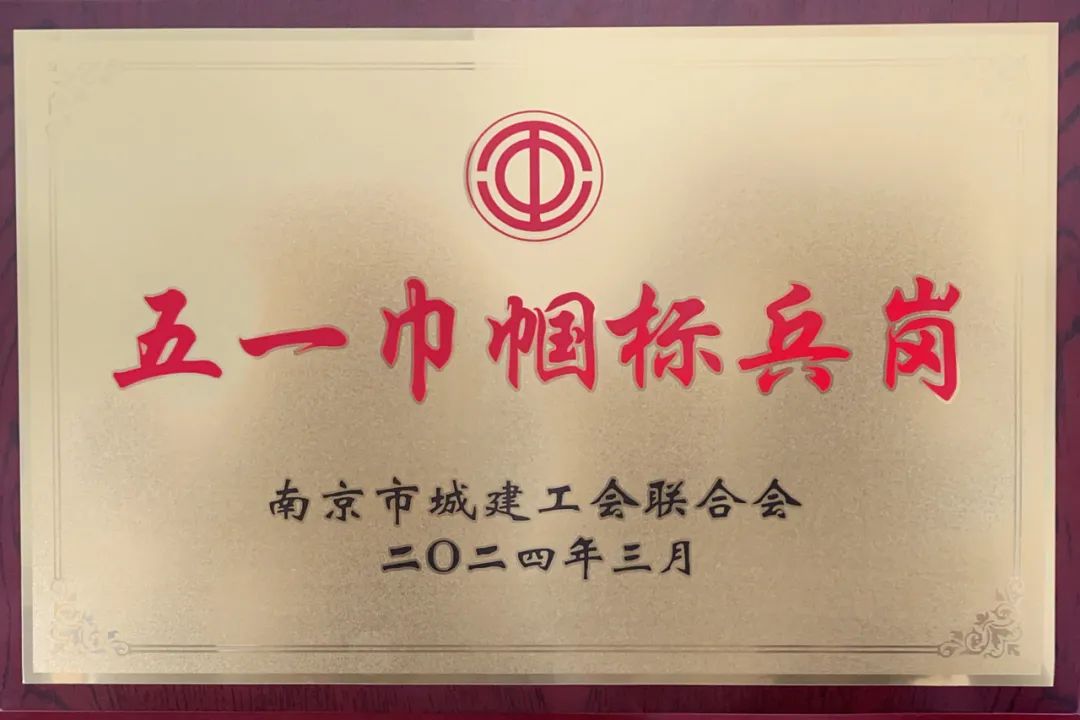 五一巾帼标兵岗
南京市城建工会联合会
二〇二四年三月